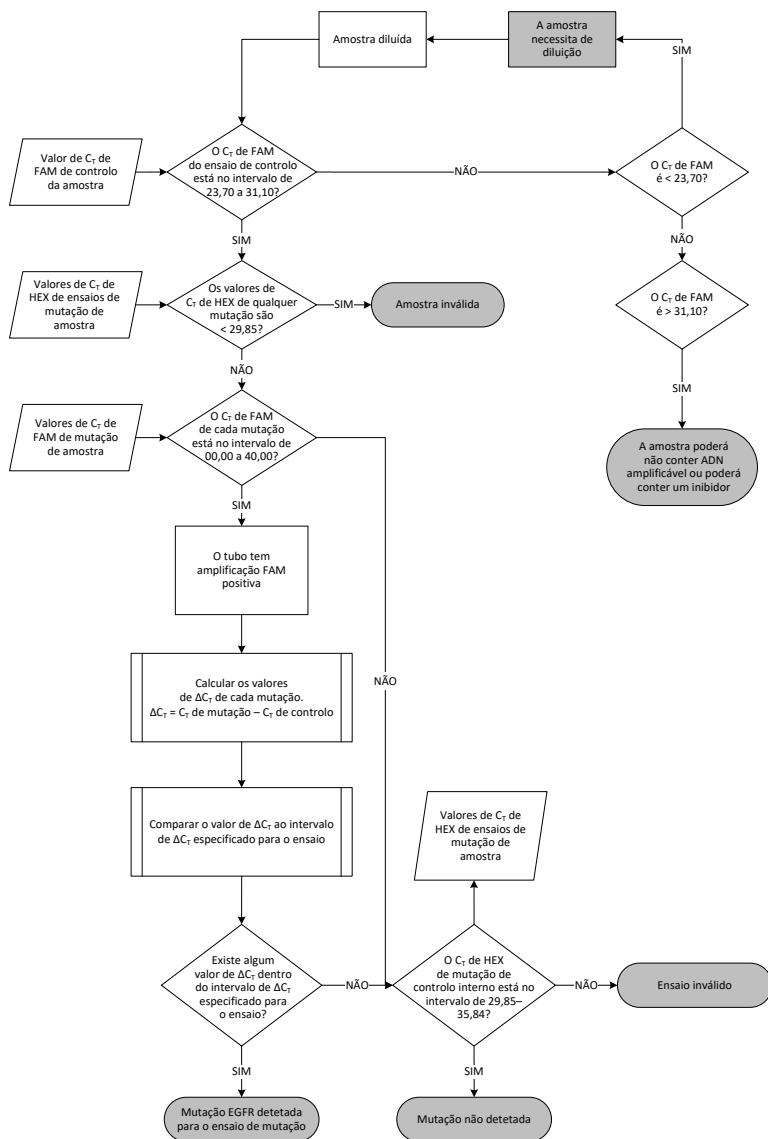 Amostra diluída
A amostra
necessita de
diluição
SIM
Valor de CT de
FAM de controlo
da amostra
O CT de FAM
do ensaio de controlo
está no intervalo de
23,70 a 31,10?
NÃO
O CT de FAM
é < 23,70?
SIM
NÃO
Valores de CT de
HEX de ensaios de
mutação de
amostra
Os valores de
CT de HEX de qualquer
mutação são
< 29,85?
SIM
Amostra inválida
O CT de FAM
é > 31,10?
NÃO
SIM
Valores de CT de
FAM de mutação
de amostra
O CT de FAM
de cada mutação
está no intervalo de
00,00 a 40,00?
A amostra poderá
não conter ADN
amplificável ou poderá
conter um inibidor
SIM
O tubo tem
amplificação FAM
positiva
Calcular os valores
de ΔCT de cada mutação.
ΔCT = CT de mutação – CT de controlo
NÃO
Comparar o valor de ΔCT ao intervalo
de ΔCT especificado para o ensaio
Valores de CT de
HEX de ensaios de
mutação de
amostra
Existe algum
valor de ΔCT dentro
do intervalo de ΔCT
especificado para
o ensaio?
NÃO
O CT de HEX
de mutação de
controlo interno está no
intervalo de 29,85–
35,84?
NÃO
Ensaio inválido
SIM
SIM
Mutação EGFR detetada
para o ensaio de mutação
Mutação não detetada